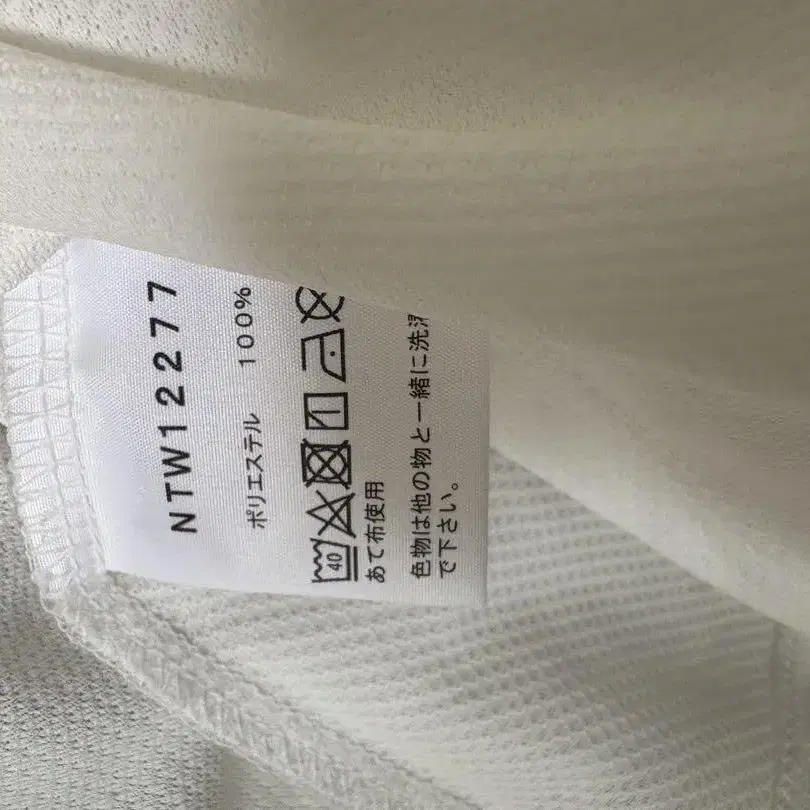 NTW12277
ポリエステル 100%
40
あて布使用
色物は他の物と一緒に洗濯
で下さい。